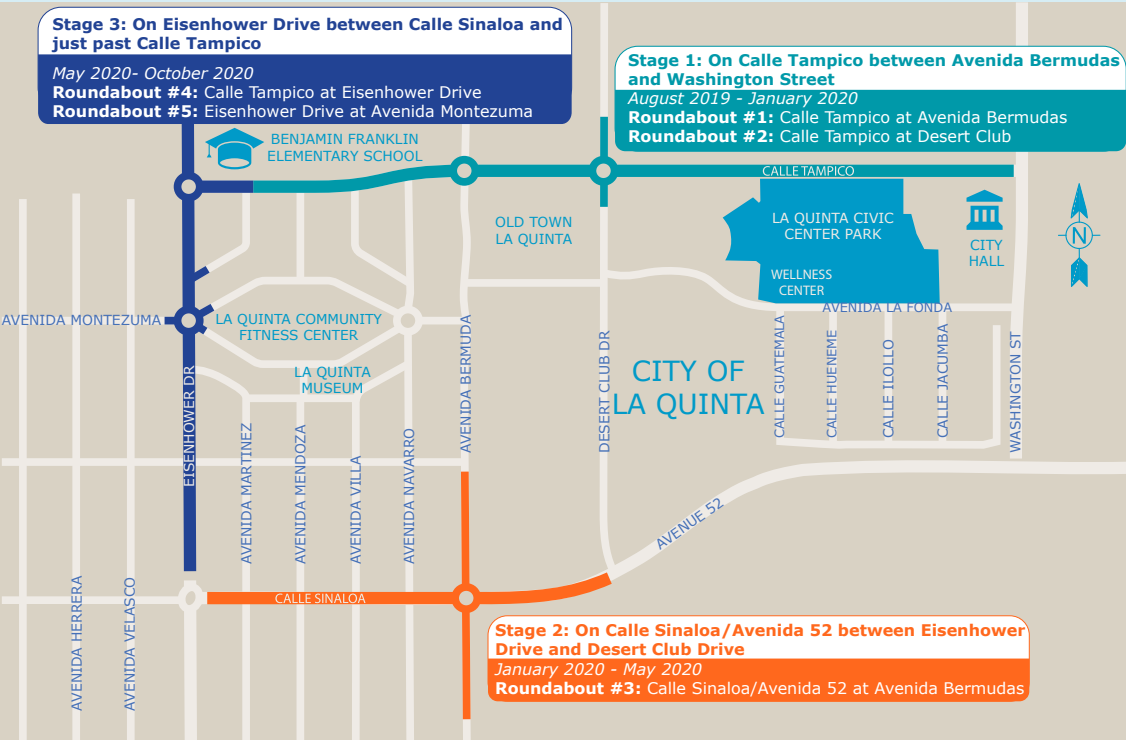 Stage 3: On Eisenhower Drive between Calle Sinaloa and
just past Calle Tampico
May 2020- October 2020
Roundabout #4: Calle Tampico at Eisenhower Drive
Roundabout #5: Eisenhower Drive at Avenida Montezuma
Stage 1: On Calle Tampico between Avenida Bermudas
and Washington Street
August 2019 - January 2020
Roundabout #1: Calle Tampico at Avenida Bermudas
Roundabout #2: Calle Tampico at Desert Club
BENJAMIN FRANKLIN
ELEMENTARY SCHOOL
CALLE TAMPICO
OLD TOWN
LA QUINTA
LA QUINTA CIVIC
CENTER PARK
WELLNESS
CENTER
CITY
HALL
N
AVENIDA LA FONDA
AVENIDA MONTEZUMA
LA QUINTA COMMUNITY
FITNESS CENTER
LA QUINTA
MUSEUM
CITY OF
LA QUINTA
EISENHOWER DR
AVENIDA MARTINEZ
AVENIDA MENDOZA
AVENIDA VILLA
AVENIDA NAVARRO
AVENIDA BERMUDA
DESERT CLUB DR
CALLE GUATEMALA
CALLE HUENEME
CALLE ILOLLO
CALLE JACUMBA
WASHINGTON ST
AVENUE 52
AVENIDA HERRERA
AVENIDA VELASCO
CALLE SINALOA
Stage 2: On Calle Sinaloa/Avenida 52 between Eisenhower
Drive and Desert Club Drive
January 2020 - May 2020
Roundabout #3: Calle Sinaloa/Avenida 52 at Avenida Bermudas